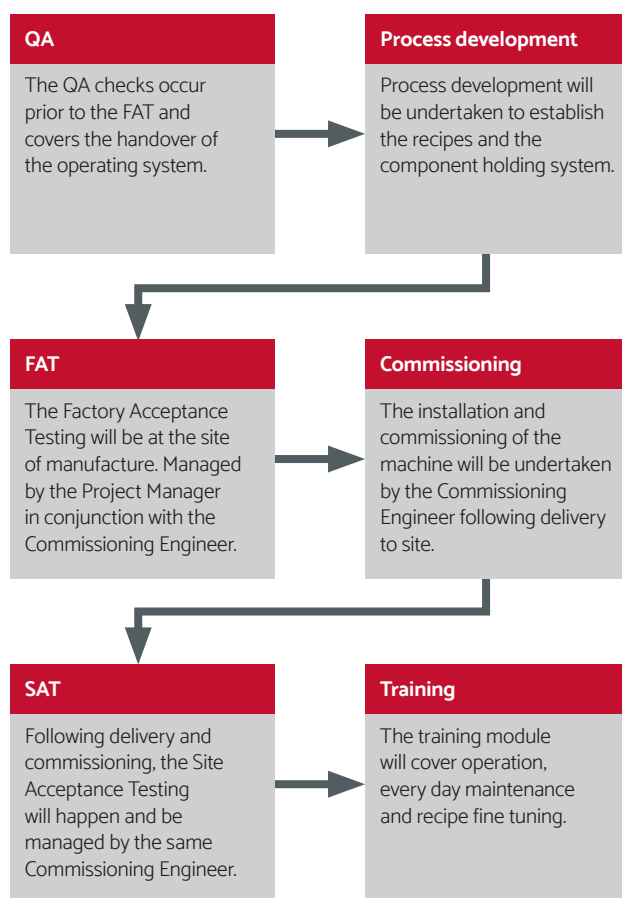 QA
The QA checks occur
prior to the FAT and
covers the handover of
the operating system.
Process development
Process development will
be undertaken to establish
the recipes and the
component holding system.
FAT
The Factory Acceptance
Testing will be at the site
of manufacture. Managed
by the Project Manager
in conjunction with the
Commissioning Engineer.
Commissioning
The installation and
commissioning of the
machine will be undertaken
by the Commissioning
Engineer following delivery
to site.
SAT
Following delivery and
commissioning, the Site
Acceptance Testing
will happen and be
managed by the same
Commissioning Engineer.
Training
The training module
will cover operation,
every day maintenance
and recipe fine tuning.